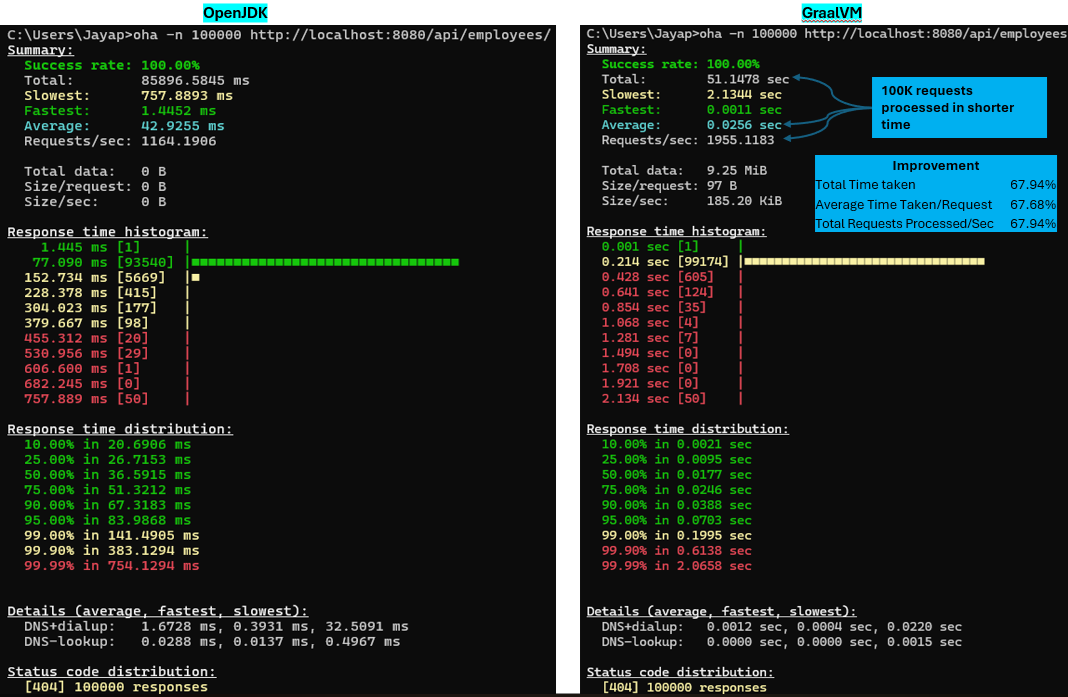 OpenJDK
C:\Users\Jayap>oha -n 100000 http://localhost:8080/api/employees/
Summary:
Success rate: 100.00%
Total: 85896.5845 ms
Slowest: 757.8893 ms
Fastest: 1.4452 ms
Average: 42.9255 ms
Requests/sec: 1164.1906
Total data: 0 B
Size/request: 0 B
Size/sec: 0 B
Response time histogram:
1.445 ms [1] |
77.090 ms [93540] |■■■■■■■■■■■■■■■■■■■■■■■■■■■■■■■■
152.734 ms [5669] |■
228.378 ms [415] |
304.023 ms [177] |
379.667 ms [98] |
455.312 ms [20] |
530.956 ms [29] |
606.600 ms [1] |
682.245 ms [0] |
757.889 ms [50] |
Response time distribution:
10.00% in 20.6906 ms
25.00% in 26.7153 ms
50.00% in 36.5915 ms
75.00% in 51.3212 ms
90.00% in 67.3183 ms
95.00% in 83.9868 ms
99.00% in 141.4905 ms
99.90% in 383.1294 ms
99.99% in 754.1294 ms
Details (average, fastest, slowest):
DNS+dialup: 1.6728 ms, 0.3931 ms, 32.5091 ms
DNS-lookup: 0.0288 ms, 0.0137 ms, 0.4967 ms
Status code distribution:
[404] 100000 responses
GraalVM
C:\Users\Jayap>oha -n 100000 http://localhost:8080/api/employees
Summary:
Success rate: 100.00%
Total: 51.1478 sec
Slowest: 2.1344 sec
Fastest: 0.0011 sec
Average: 0.0256 sec
Requests/sec: 1955.1183
Total data: 9.25 MiB
Size/request: 97 B
Size/sec: 185.20 KiB
100K requests
processed in shorter
time
Improvement
Total Time taken 67.94%
Average Time Taken/Request 67.68%
Total Requests Processed/Sec 67.94%
Response time histogram:
0.001 sec [1] |
0.214 sec [99174] |■■■■■■■■■■■■■■■■■■■■■■■■■■■■■■■■
0.428 sec [605] |
0.641 sec [124] |
0.854 sec [35] |
1.068 sec [4] |
1.281 sec [7] |
1.494 sec [0] |
1.708 sec [0] |
1.921 sec [0] |
2.134 sec [50] |
Response time distribution:
10.00% in 0.0021 sec
25.00% in 0.0095 sec
50.00% in 0.0177 sec
75.00% in 0.0246 sec
90.00% in 0.0388 sec
95.00% in 0.0703 sec
99.00% in 0.1995 sec
99.90% in 0.6138 sec
99.99% in 2.0658 sec
Details (average, fastest, slowest):
DNS+dialup: 0.0012 sec, 0.0004 sec, 0.0220 sec
DNS-lookup: 0.0000 sec, 0.0000 sec, 0.0015 sec
Status code distribution:
[404] 100000 responses